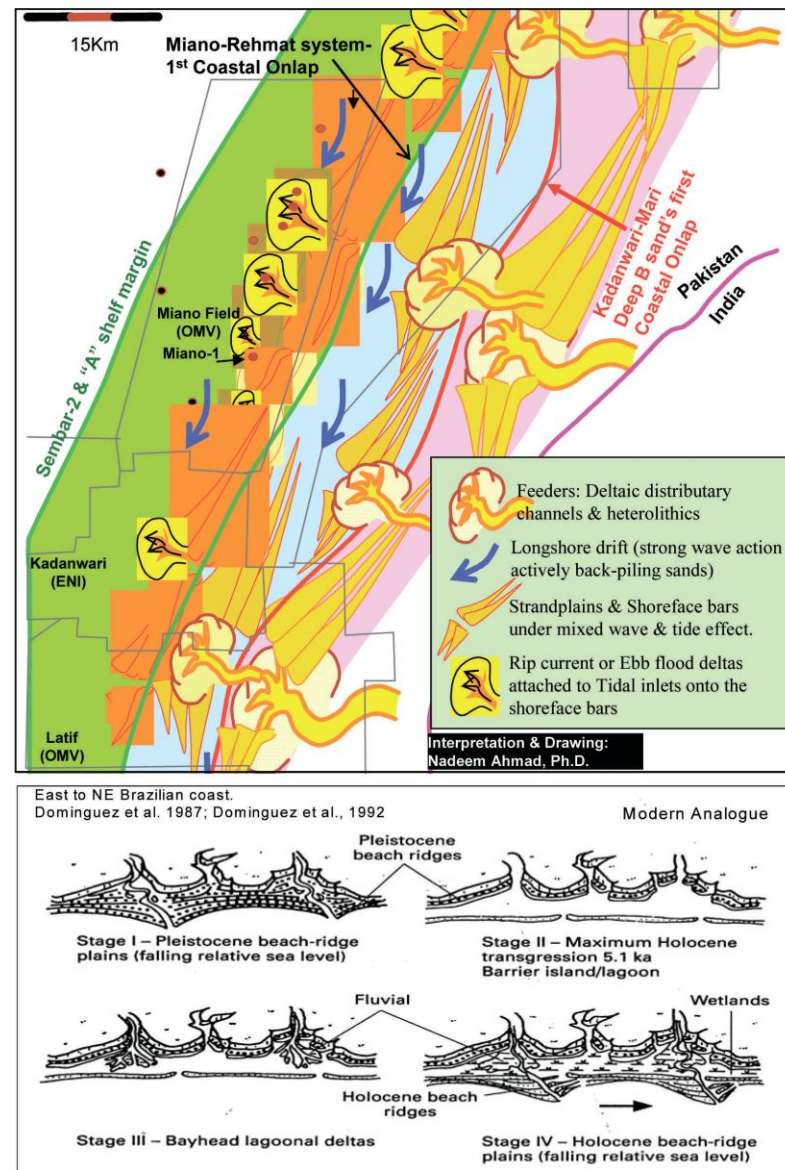 15Km
Miano-Rehmat system-
1st Coastal Onlap
Sembar-2 & "A" shelf margin
Kadanwari-Mari
Deep B sand's first
Coastal Onlap
Pakistan
India
Miano Field
(OMV)
Miano-1
Kadanwari
(ENI)
Latif
(OMV)
Feeders: Deltaic distributary
channels & heterolithics
Longshore drift (strong wave action
actively back-piling sands)
Strandplains & Shoreface bars
under mixed wave & tide effect.
Rip current or Ebb flood deltas
attached to Tidal inlets onto the
shoreface bars
Interpretation & Drawing:
Nadeem Ahmad, Ph.D.
East to NE Brazilian coast.
Dominguez et al. 1987; Dominguez et al., 1992
Modern Analogue
Pleistocene
beach ridges
Stage I – Pleistocene beach-ridge
plains (falling relative sea level)
Stage II – Maximum Holocene
transgression 5.1 ka
Barrier island/lagoon
Fluvial
Wetlands
Holocene beach
ridges
Stage III – Bayhead lagoonal deltas
Stage IV – Holocene beach-ridge
plains (falling relative sea level)